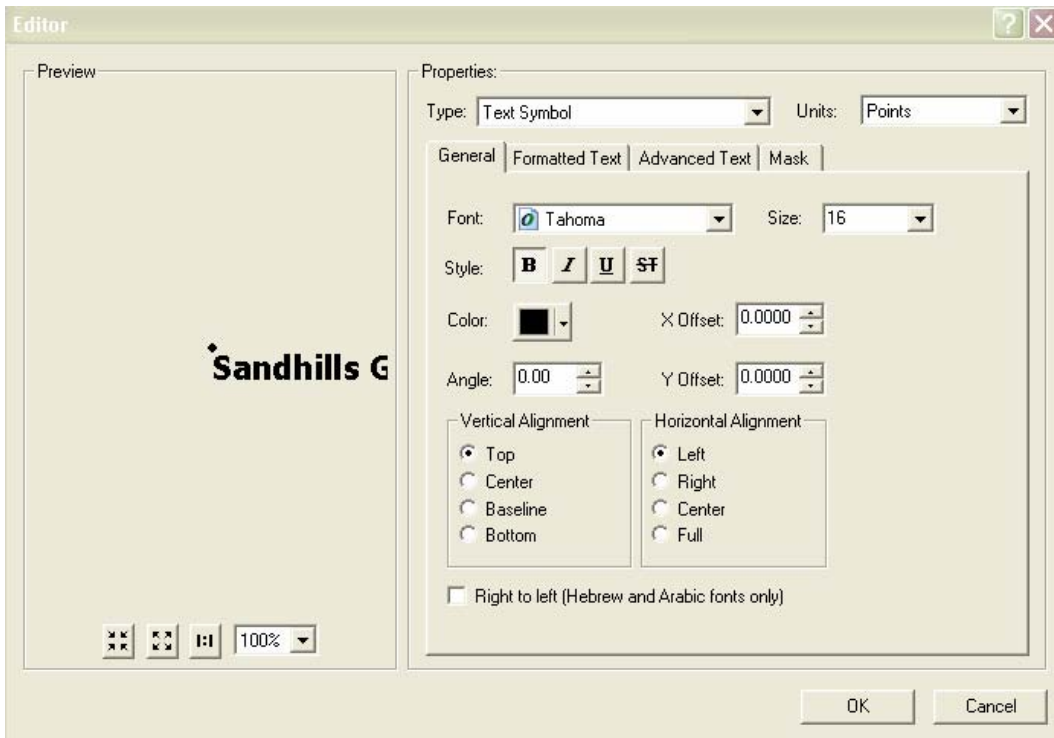 Editor
?
X
Preview
Properties:
Type: Text Symbol Units: Points
General Formatted Text Advanced Text Mask
Font: Tahoma Size: 16
Style: B I U ST
Color: X Offset: 0.0000
Angle: 0.00 Y Offset: 0.0000
Sandhills G
Vertical Alignment Horizontal Alignment
Top Left
Center Right
Baseline Center
Bottom Full
Right to left (Hebrew and Arabic fonts only)
1:1 100%
OK Cancel